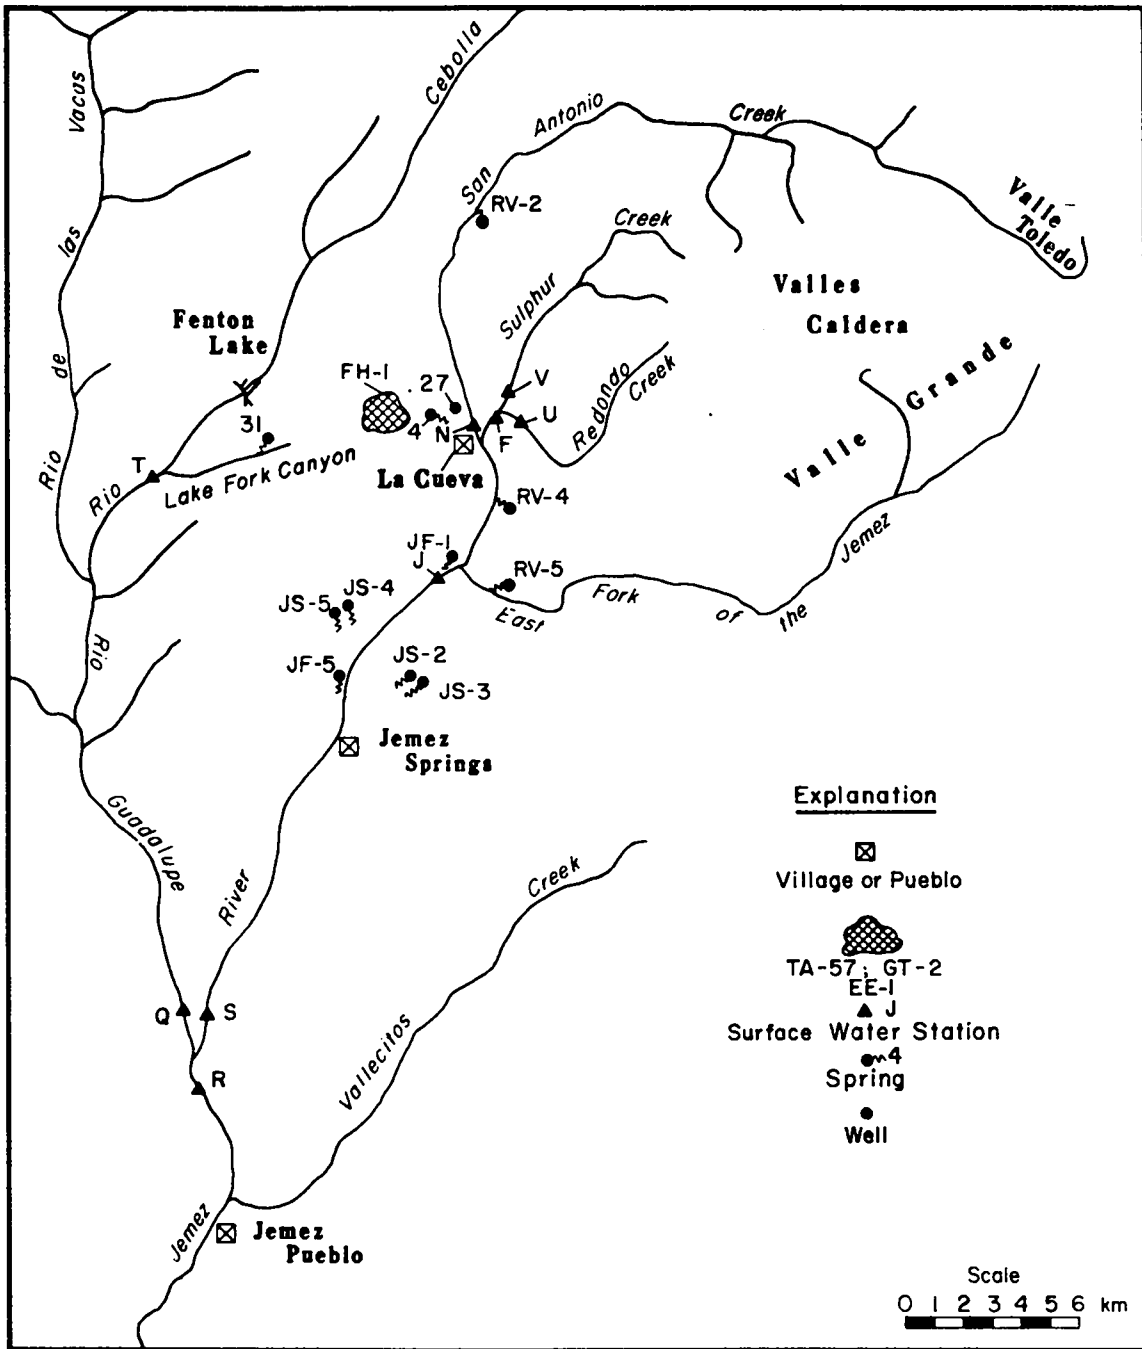 Vacas
Cebolla
Antonio
Creek
San
RV-2
Valle
Toledo
Creek
las
Valles
Caldera
Sulphur
Fenton
Lake
Valle Grande
de
FH-1
27
V
Redondo
Creek
U
4
N
F
31
La Cueva
T
Lake Fork Canyon
Rio
Rio
RV-4
Jemez
JF-1
J
RV-5
East Fork of the
JS-4
JS-5
Rio
JF-5
JS-2
JS-3
Jemez
Springs
Explanation
Guadalupe
Village or Pueblo
Creek
River
TA-57; GT-2
EE-1
J
Surface Water Station
4
Spring
Well
Q
S
Vallecitos
R
Jemez
Jemez
Pueblo
Scale
0 1 2 3 4 5 6 km